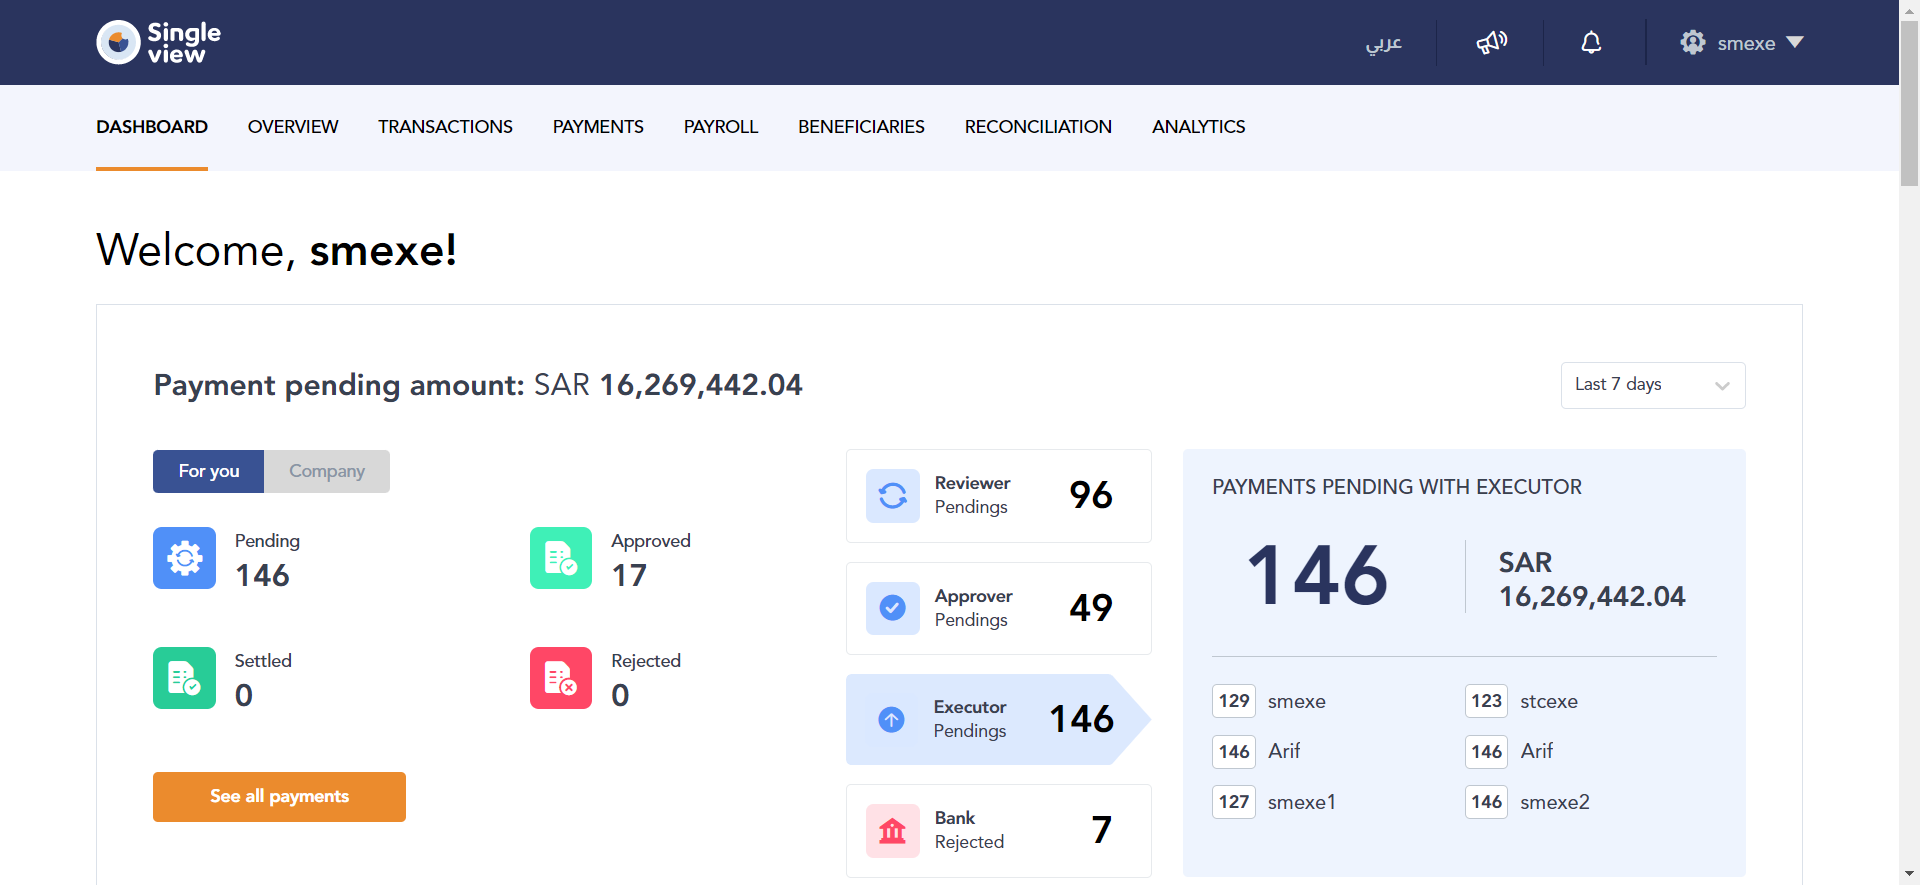 Single
view
عربي
smexe
DASHBOARD OVERVIEW TRANSACTIONS PAYMENTS PAYROLL BENEFICIARIES RECONCILIATION ANALYTICS
Welcome, smexe!
Payment pending amount: SAR 16,269,442.04
Last 7 days
For you Company
Pending
146
Approved
17
Settled
0
Rejected
0
See all payments
Reviewer
Pendings
96
Approver
Pendings
49
Executor
Pendings
146
Bank
Rejected
7
PAYMENTS PENDING WITH EXECUTOR
146
SAR
16,269,442.04
129 smexe
123 stcexe
146 Arif
146 Arif
127 smexe1
146 smexe2